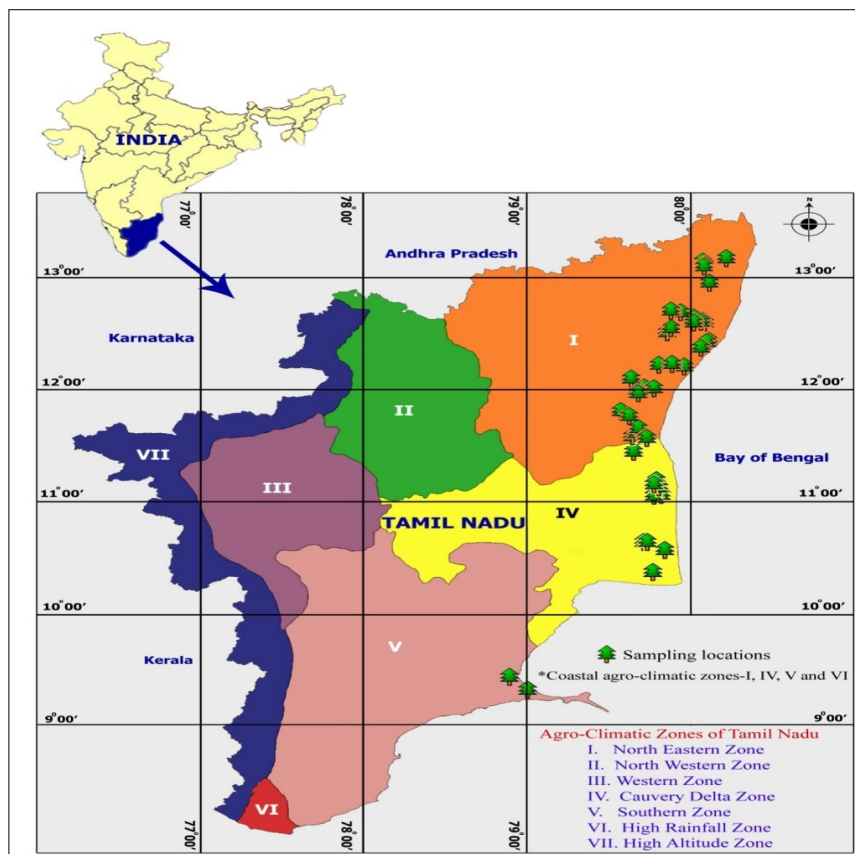 INDIA
77°00'
78°00'
79°00'
80°00'
N
Andhra Pradesh
13°00'
13°00'
Karnataka
I
12°00'
12°00'
II
VII
Bay of Bengal
III
11°00'
11°00'
TAMIL NADU
IV
10°00'
10°00'
Kerala
V
Sampling locations
*Coastal agro-climatic zones-I, IV, V and VI
9°00'
9°00'
Agro-Climatic Zones of Tamil Nadu
I. North Eastern Zone
II. North Western Zone
III. Western Zone
IV. Cauvery Delta Zone
V. Southern Zone
VI. High Rainfall Zone
VII. High Altitude Zone
VI
77°00'
78°00'
79°00'